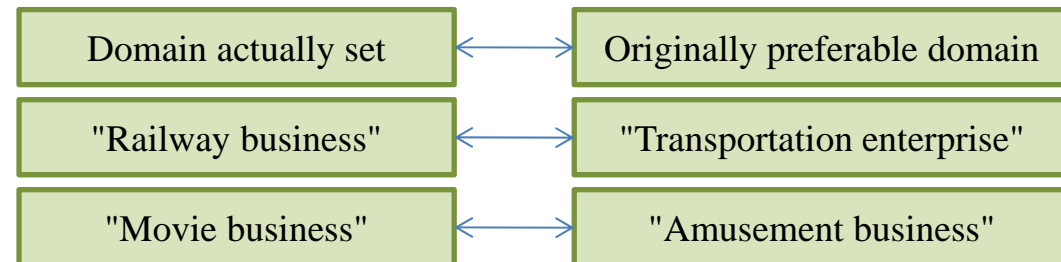 Domain actually set
Originally preferable domain
"Railway business"
"Transportation enterprise"
"Movie business"
"Amusement business"